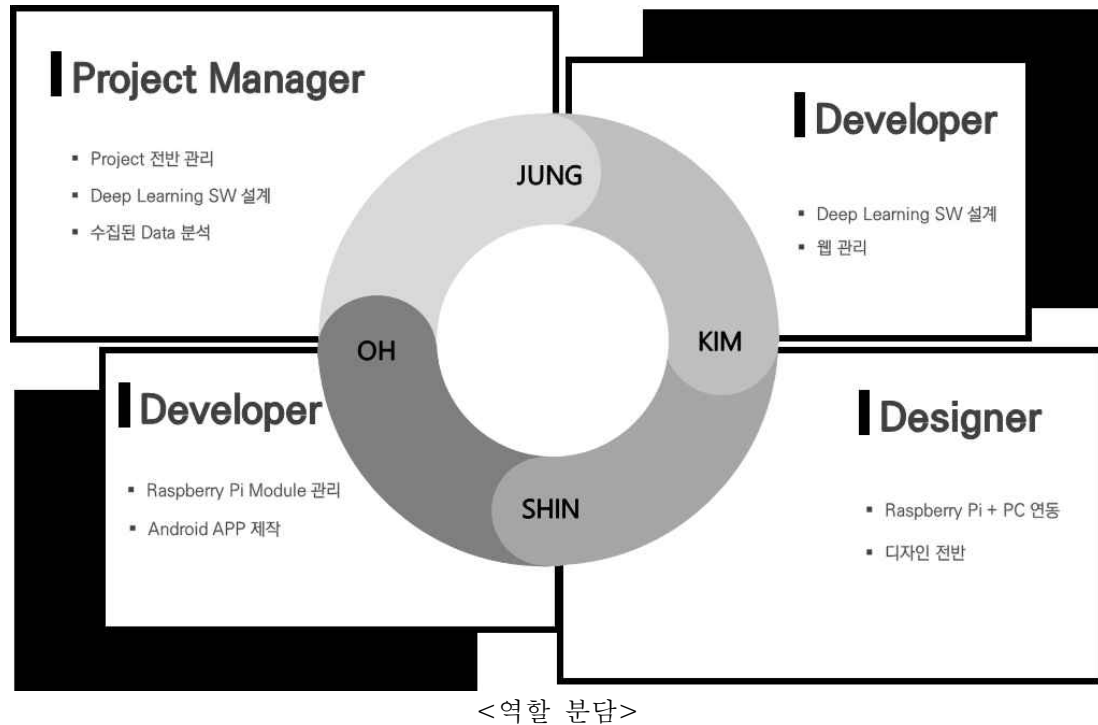 Project Manager
▪ Project 전반 관리
▪ Deep Learning SW 설계
▪ 수집된 Data 분석
Developer
▪ Deep Learning SW 설계
▪ 웹 관리
JUNG
KIM
OH
SHIN
Developer
▪ Raspberry Pi Module 관리
▪ Android APP 제작
Designer
▪ Raspberry Pi + PC 연동
▪ 디자인 전반
<역할 분담>